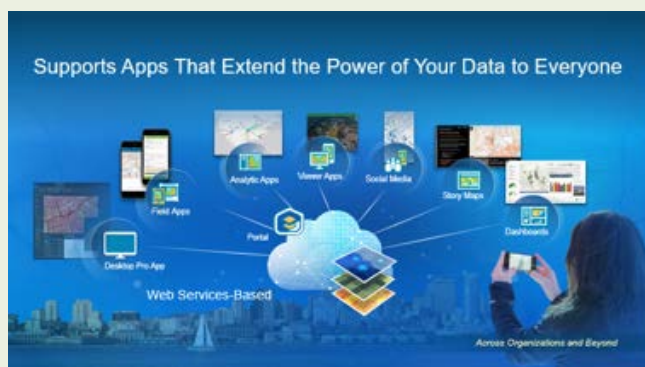 Supports Apps That Extend the Power of Your Data to Everyone
Analytic Apps
Viewer Apps
Social Media
Field Apps
Story Maps
Portal
Dashboards
Desktop Pro App
Web Services-Based
Across Organizations and Beyond